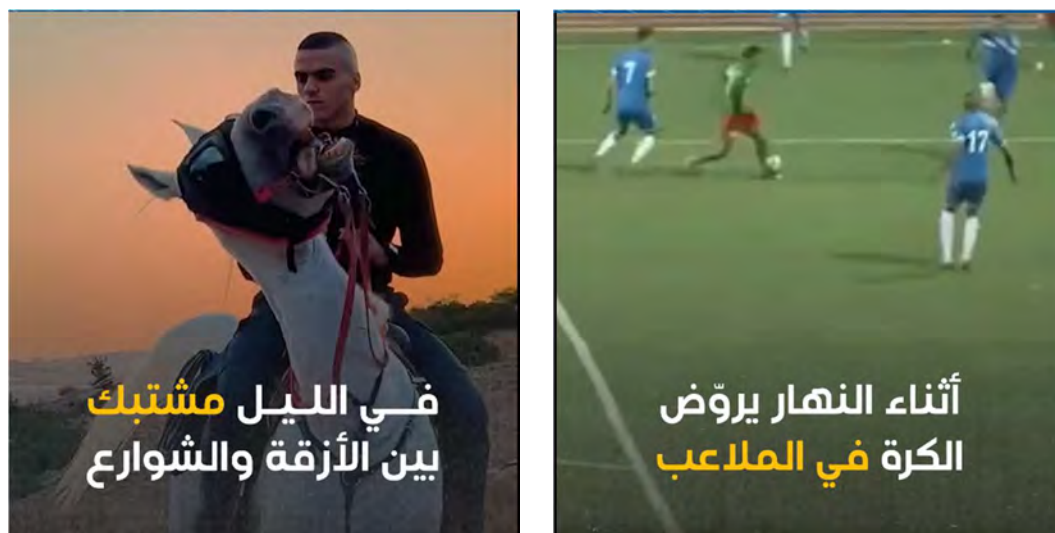 أثناء النهار يروّض
الكرة في الملاعب
في الليل مشتبك
بين الأزقة والشوارع
7
17